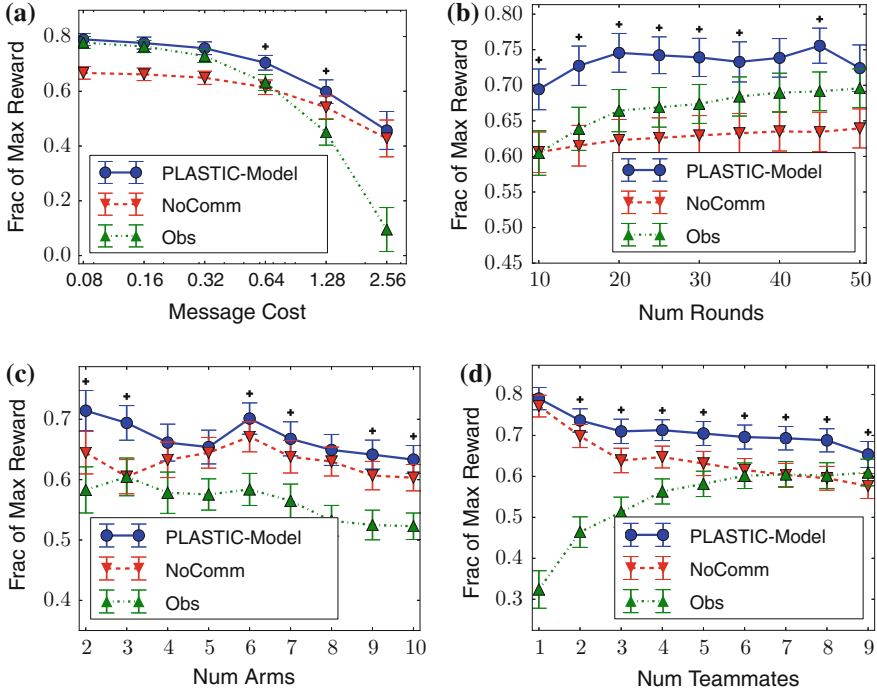 (a)
Frac of Max Reward
0.8
0.6
0.4
0.2
0.0
PLASTIC-Model
NoComm
Obs
0.08 0.16 0.32 0.64 1.28 2.56
Message Cost
(b)
Frac of Max Reward
0.80
0.75
0.70
0.65
0.60
0.55
0.50
0.45
PLASTIC-Model
NoComm
Obs
10 20 30 40 50
Num Rounds
(c)
Frac of Max Reward
0.7
0.6
0.5
0.4
PLASTIC-Model
NoComm
Obs
2 3 4 5 6 7 8 9 10
Num Arms
(d)
Frac of Max Reward
0.8
0.7
0.6
0.5
0.4
0.3
PLASTIC-Model
NoComm
Obs
1 2 3 4 5 6 7 8 9
Num Teammates